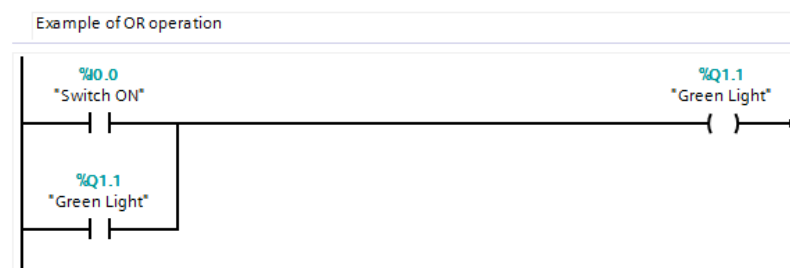 Example of OR operation
%I0.0
"Switch ON"
%Q1.1
"Green Light"
%Q1.1
"Green Light"